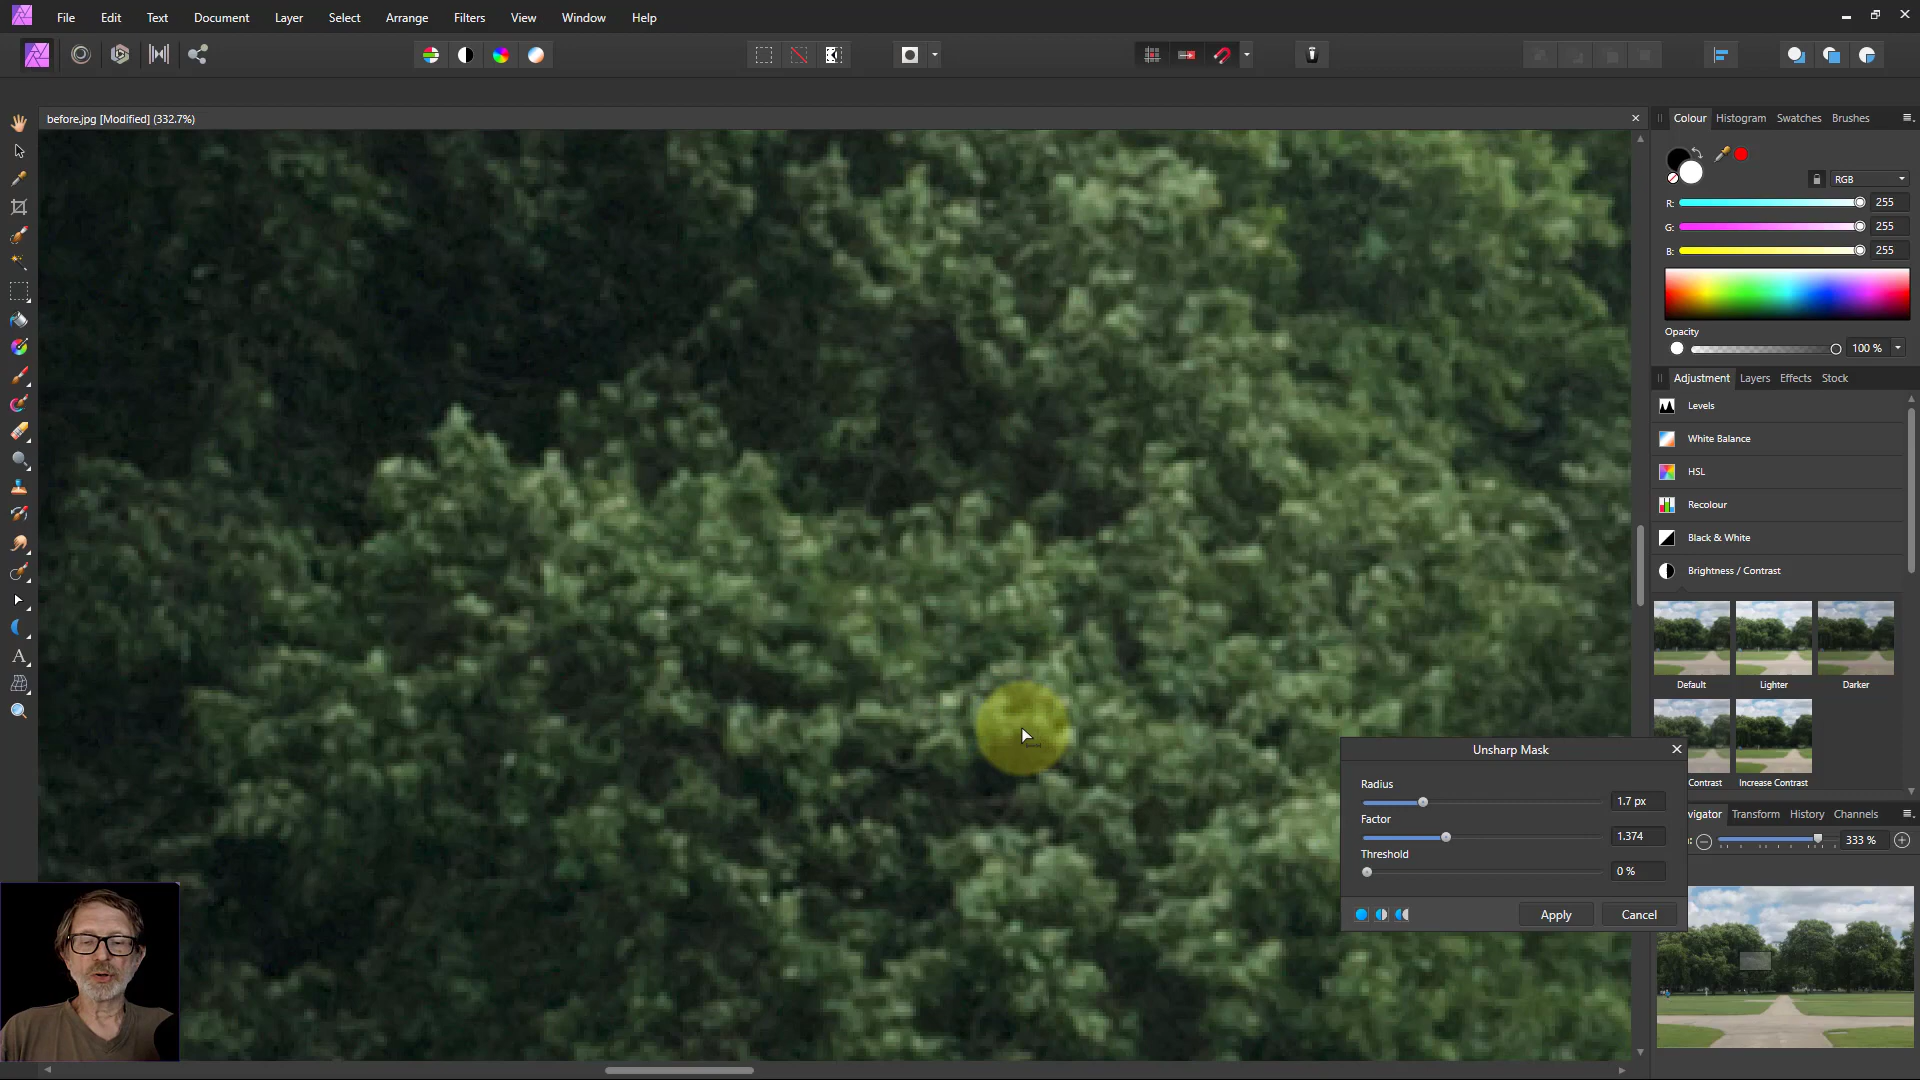 File Edit Text Document Layer Select Arrange Filters View Window Help
before.jpg [Modified] (332.7%)
Colour Histogram Swatches Brushes
RGB
R: 255
G: 255
B: 255
Opacity
100 %
Adjustment Layers Effects Stock
Levels
White Balance
HSL
Recolour
Black & White
Brightness / Contrast
Default Lighter Darker
Contrast Increase Contrast
Unsharp Mask
Radius
1.7 px
Factor
1.374
Threshold
0 %
Apply Cancel
vigator Transform History Channels
333 %